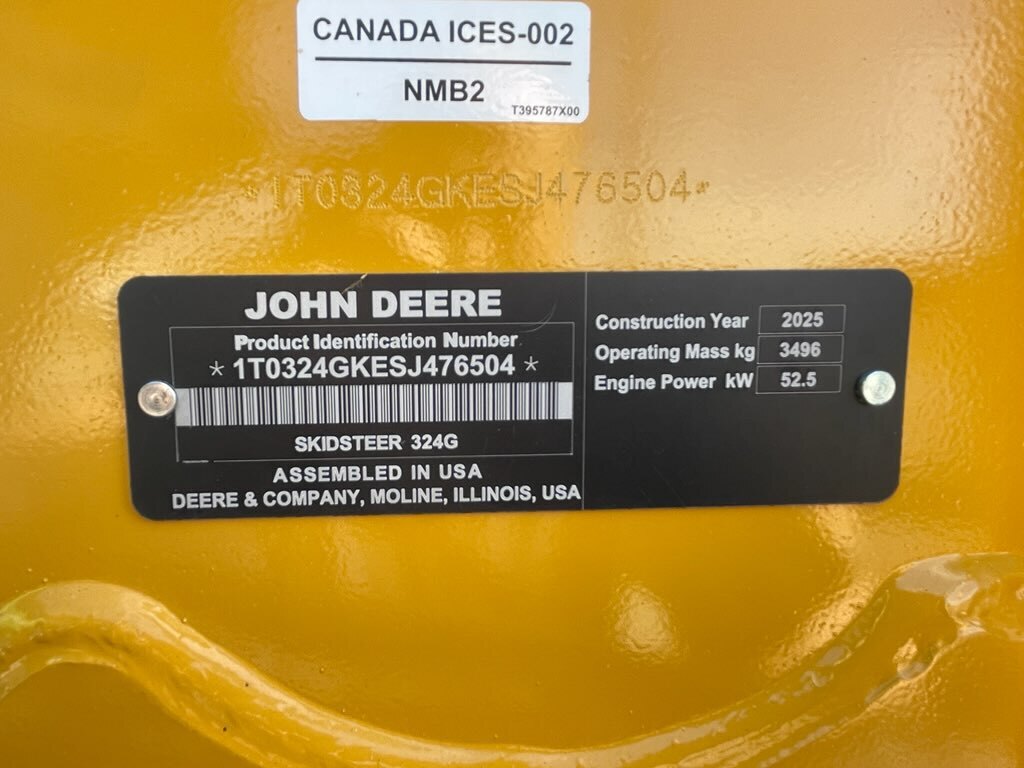 CANADA ICES-002
NMB2
T395787X00
*1T0324GKESJ476504*
JOHN DEERE
Product Identification Number
* 1T0324GKESJ476504 *
SKIDSTEER 324G
ASSEMBLED IN USA
DEERE & COMPANY, MOLINE, ILLINOIS, USA
Construction Year 2025
Operating Mass kg 3496
Engine Power kW 52.5